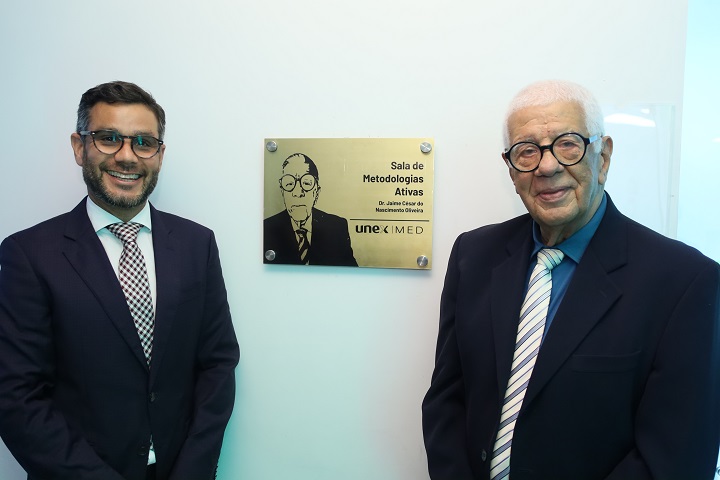 Sala de
Metodologias
Ativas
Dr. Jaime César do
Nascimento Oliveira
unex | MED